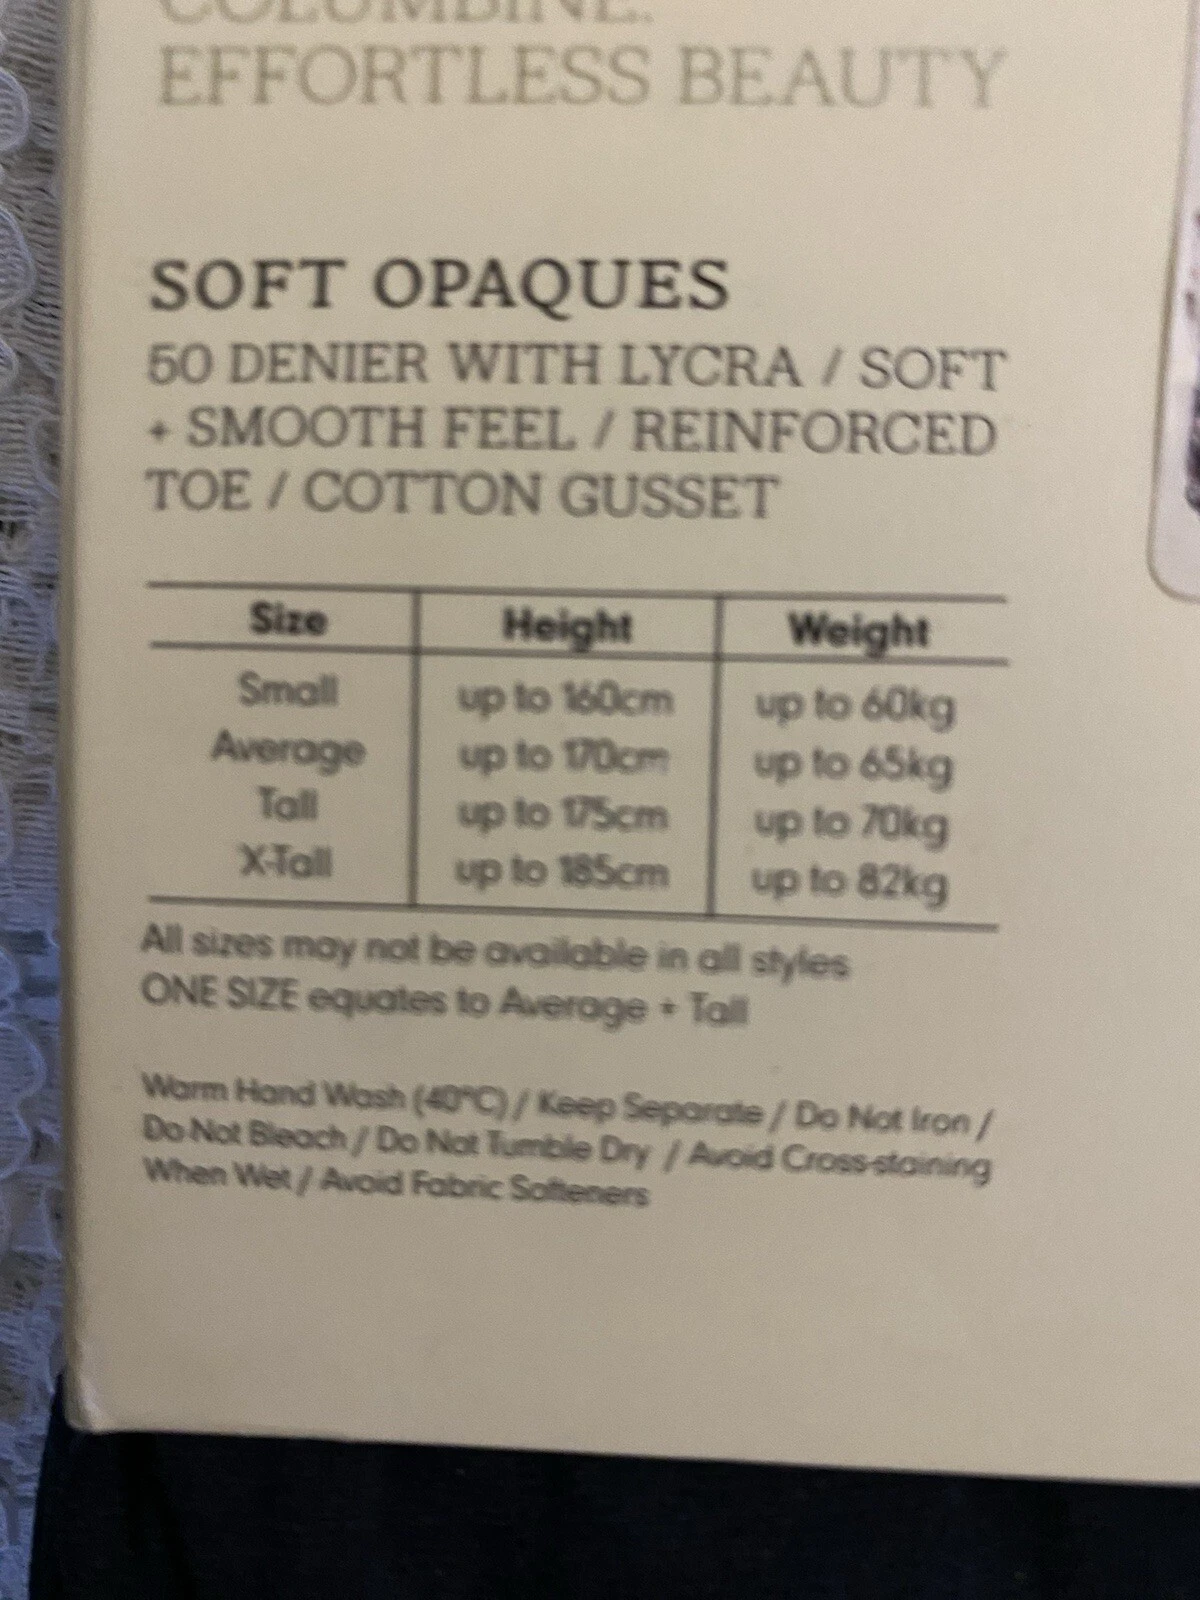 COLUMBINE.
EFFORTLESS BEAUTY
SOFT OPAQUES
50 DENIER WITH LYCRA / SOFT
+ SMOOTH FEEL / REINFORCED
TOE / COTTON GUSSET
Size Height Weight
Small up to 160cm up to 60kg
Average up to 170cm up to 65kg
Tall up to 175cm up to 70kg
X-Tall up to 185cm up to 82kg
All sizes may not be available in all styles
ONE SIZE equates to Average + Tall
Warm Hand Wash (40°C) / Keep Separate / Do Not Iron /
Do Not Bleach / Do Not Tumble Dry / Avoid Cross-staining
When Wet / Avoid Fabric Softeners